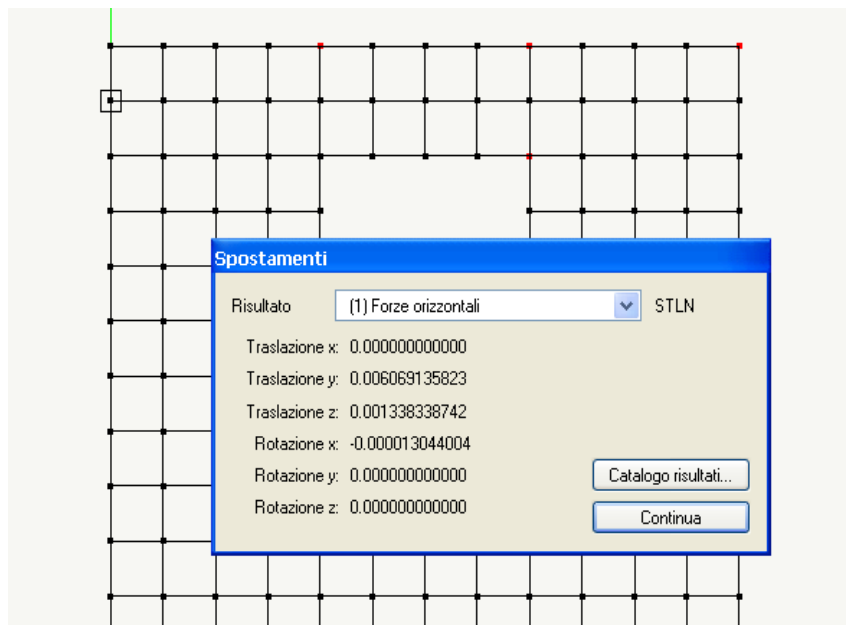 Spostamenti
Risultato (1) Forze orizzontali STLN
Traslazione x: 0.000000000000
Traslazione y: 0.006069135823
Traslazione z: 0.001338338742
Rotazione x: -0.000013044004
Rotazione y: 0.000000000000
Rotazione z: 0.000000000000
Catalogo risultati...
Continua